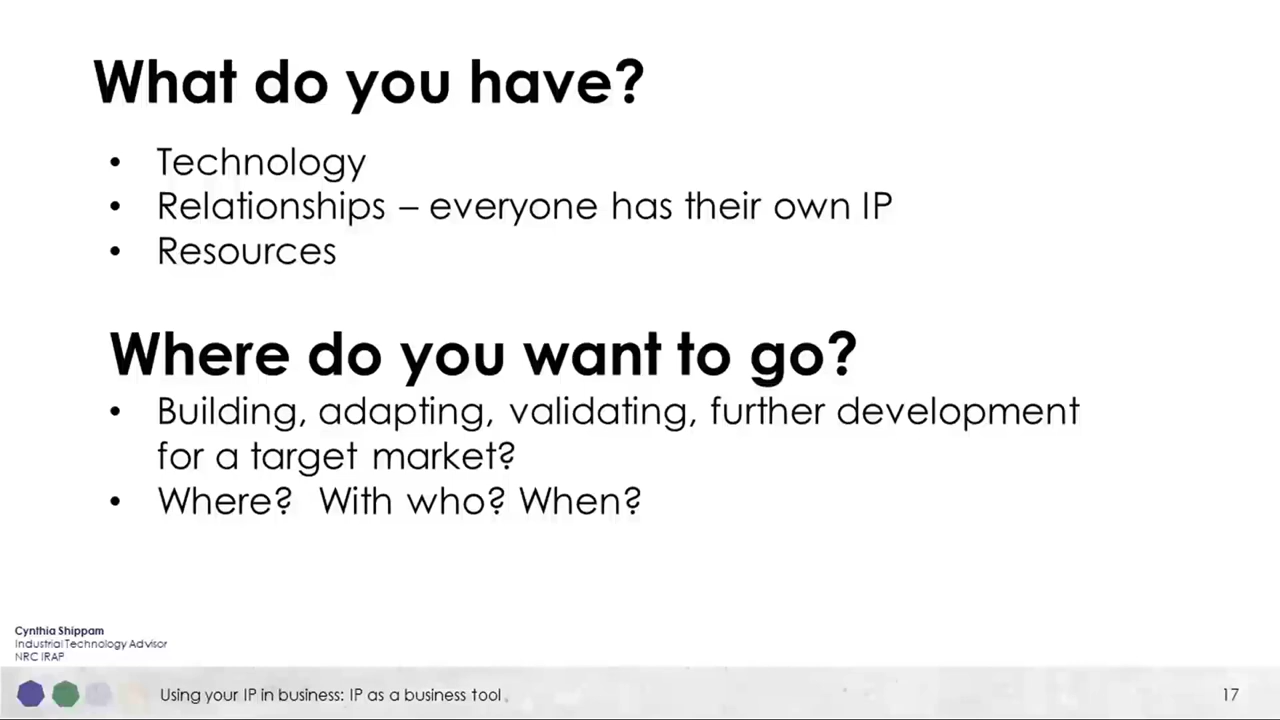 What do you have?
• Technology
• Relationships – everyone has their own IP
• Resources
Where do you want to go?
• Building, adapting, validating, further development
for a target market?
• Where? With who? When?
Cynthia Shippam
Industrial Technology Advisor
NRC IRAP
Using your IP in business: IP as a business tool
17